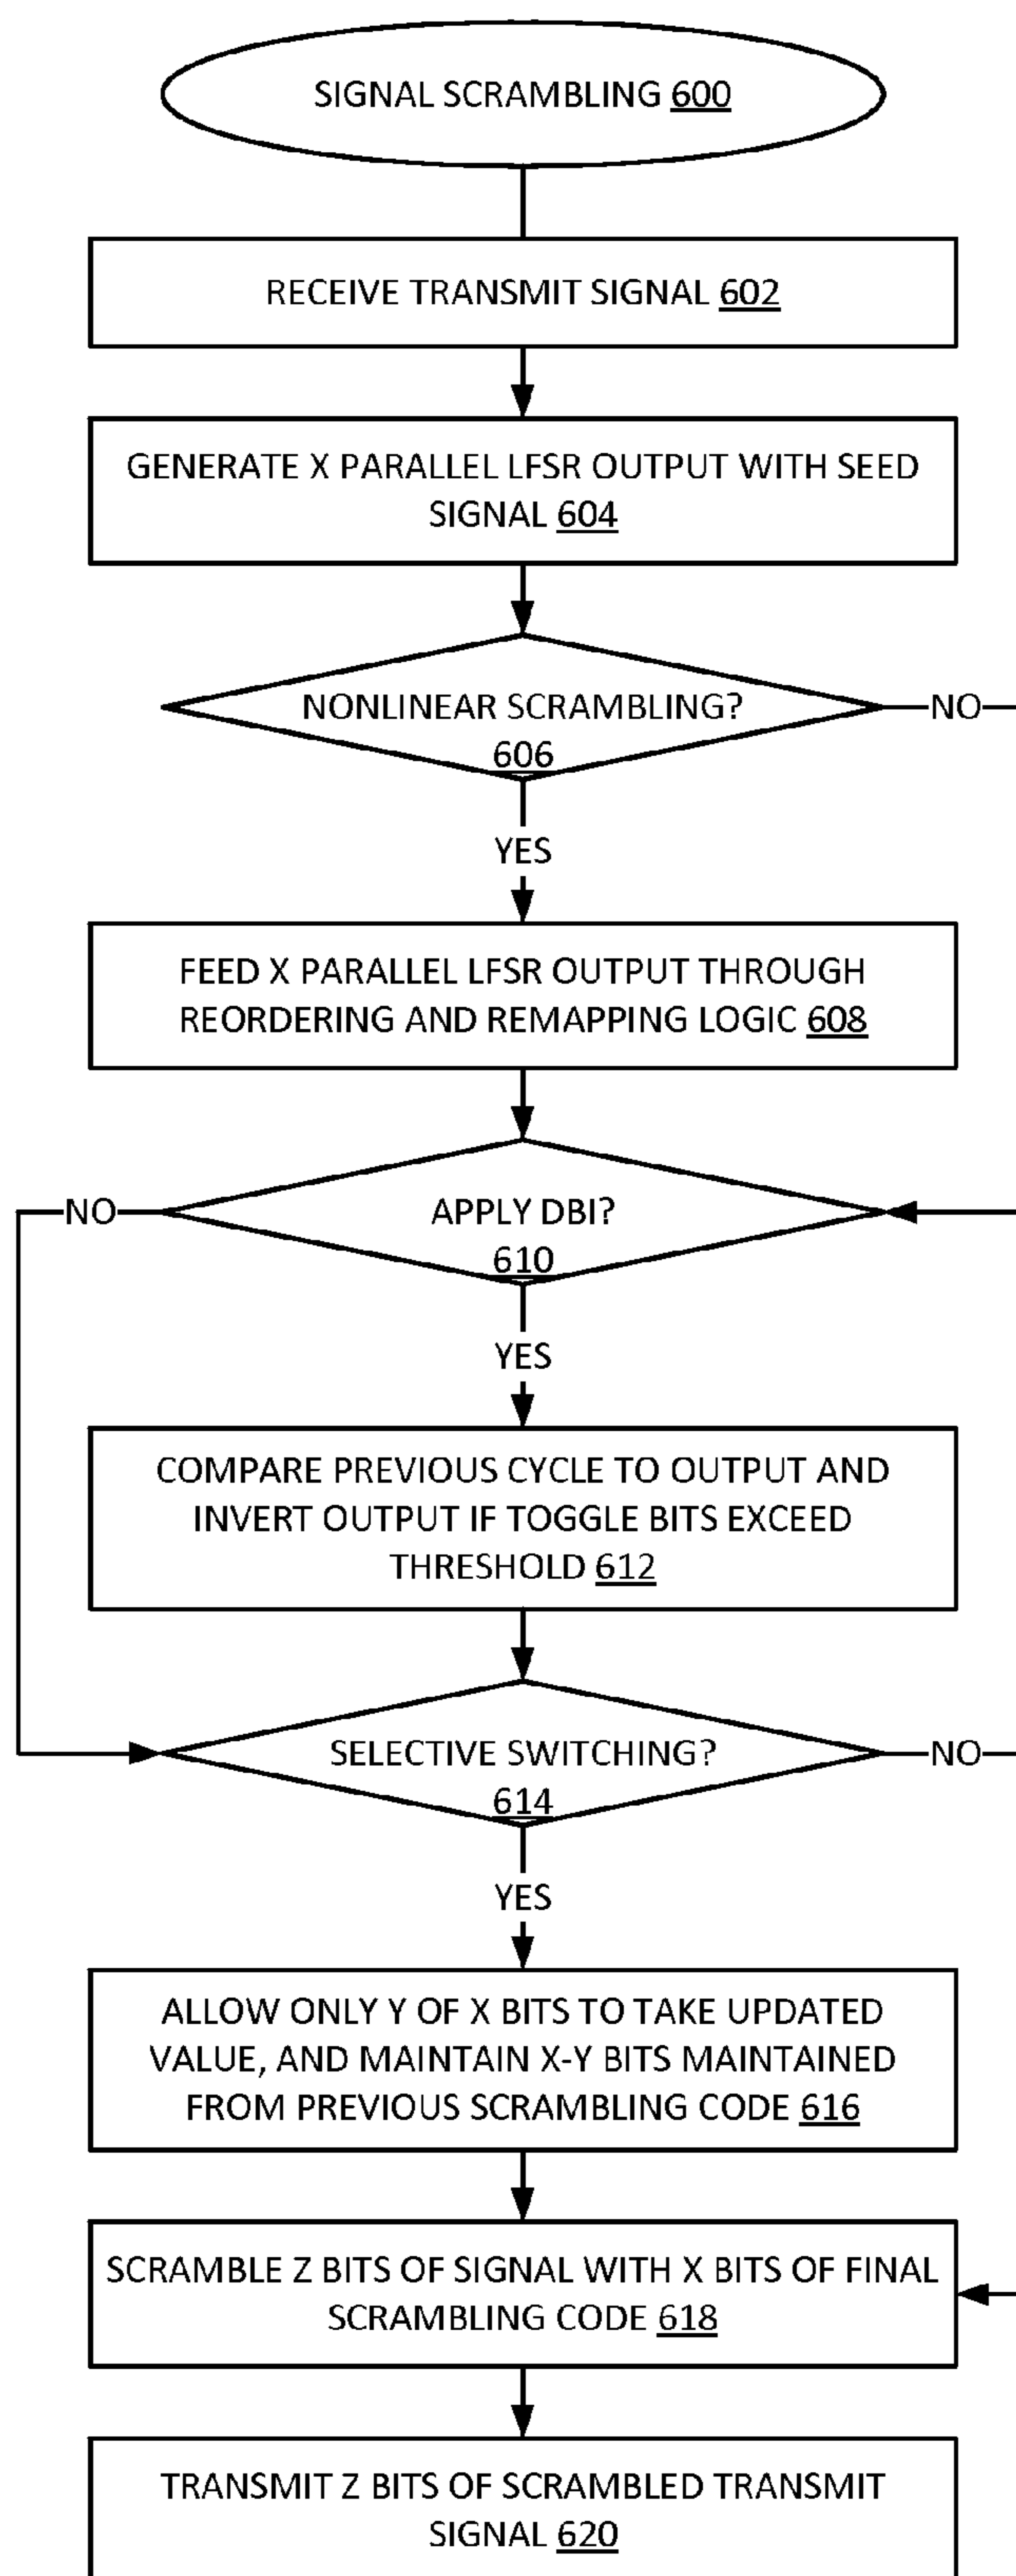 SIGNAL SCRAMBLING 600
RECEIVE TRANSMIT SIGNAL 602
GENERATE X PARALLEL LFSR OUTPUT WITH SEED
SIGNAL 604
NONLINEAR SCRAMBLING?
606
NO
YES
FEED X PARALLEL LFSR OUTPUT THROUGH
REORDERING AND REMAPPING LOGIC 608
NO
APPLY DBI?
610
YES
COMPARE PREVIOUS CYCLE TO OUTPUT AND
INVERT OUTPUT IF TOGGLE BITS EXCEED
THRESHOLD 612
SELECTIVE SWITCHING?
614
NO
YES
ALLOW ONLY Y OF X BITS TO TAKE UPDATED
VALUE, AND MAINTAIN X-Y BITS MAINTAINED
FROM PREVIOUS SCRAMBLING CODE 616
SCRAMBLE Z BITS OF SIGNAL WITH X BITS OF FINAL
SCRAMBLING CODE 618
TRANSMIT Z BITS OF SCRAMBLED TRANSMIT
SIGNAL 620